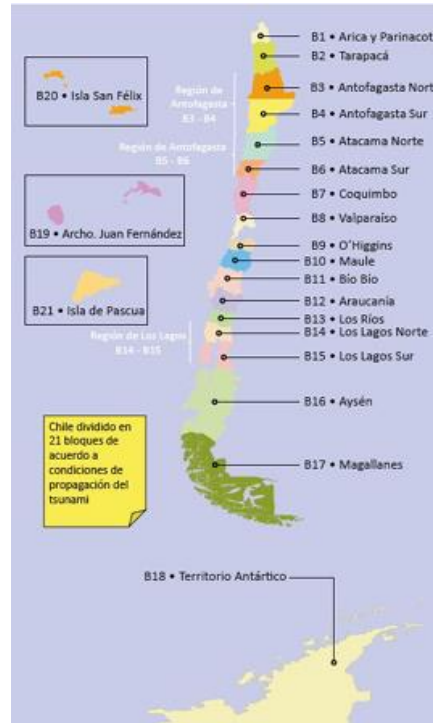 B1 • Arica y Parinacot
B2 • Tarapacá
B3 • Antofagasta Nort
B4 • Antofagasta Sur
B5 • Atacama Norte
B6 • Atacama Sur
B7 • Coquimbo
B8 • Valparaíso
B9 • O'Higgins
B10 • Maule
B11 • Bío Bío
B12 • Araucanía
B13 • Los Ríos
B14 • Los Lagos Norte
B15 • Los Lagos Sur
B16 • Aysén
B17 • Magallanes
B18 • Territorio Antártico
Región de
Antofagasta
B3 - B4
Región de Antofagasta
B5 - B6
Región de Los Lagos
B14 - B15
B20 • Isla San Félix
B19 • Archo. Juan Fernández
B21 • Isla de Pascua
Chile dividido en
21 bloques de
acuerdo a
condiciones de
propagación del
tsunami